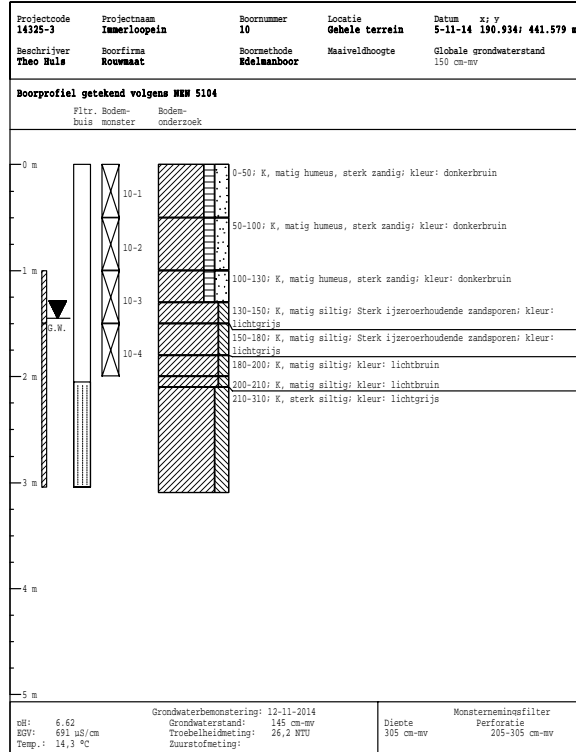 Projectcode Projectnaam Boornummer Locatie Datum x; y
14325-3 Immerloopein 10 Gehele terrein 5-11-14 190.934; 441.579 m
Beschrijver Boorfirma Boormethode Maaiveldhoogte Globale grondwaterstand
Theo Huls Rouwmaat Edelmanboor 150 cm-mv
Boorprofiel getekend volgens NEN 5104
Fltr. Bodem- Bodem-
buis monster onderzoek
0 m
0-50; K, matig humeus, sterk zandig; kleur: donkerbruin
10-1
50-100; K, matig humeus, sterk zandig; kleur: donkerbruin
10-2
1 m
100-130; K, matig humeus, sterk zandig; kleur: donkerbruin
10-3
130-150; K, matig siltig; Sterk ijzeroerhoudende zandsporen; kleur:
lichtgrijs
G.W.
150-180; K, matig siltig; Sterk ijzeroerhoudende zandsporen; kleur:
lichtgrijs
10-4
180-200; K, matig siltig; kleur: lichtbruin
2 m
200-210; K, matig siltig; kleur: lichtbruin
210-310; K, sterk siltig; kleur: lichtgrijs
3 m
4 m
5 m
Grondwaterbemonstering: 12-11-2014 Monsternemingsfilter
pH: 6.62 Grondwaterstand: 145 cm-mv Diepte Perforatie
EGV: 691 µS/cm Troebelheidmeting: 26,2 NTU 305 cm-mv 205-305 cm-mv
Temp.: 14,3 °C Zuurstofmeting: